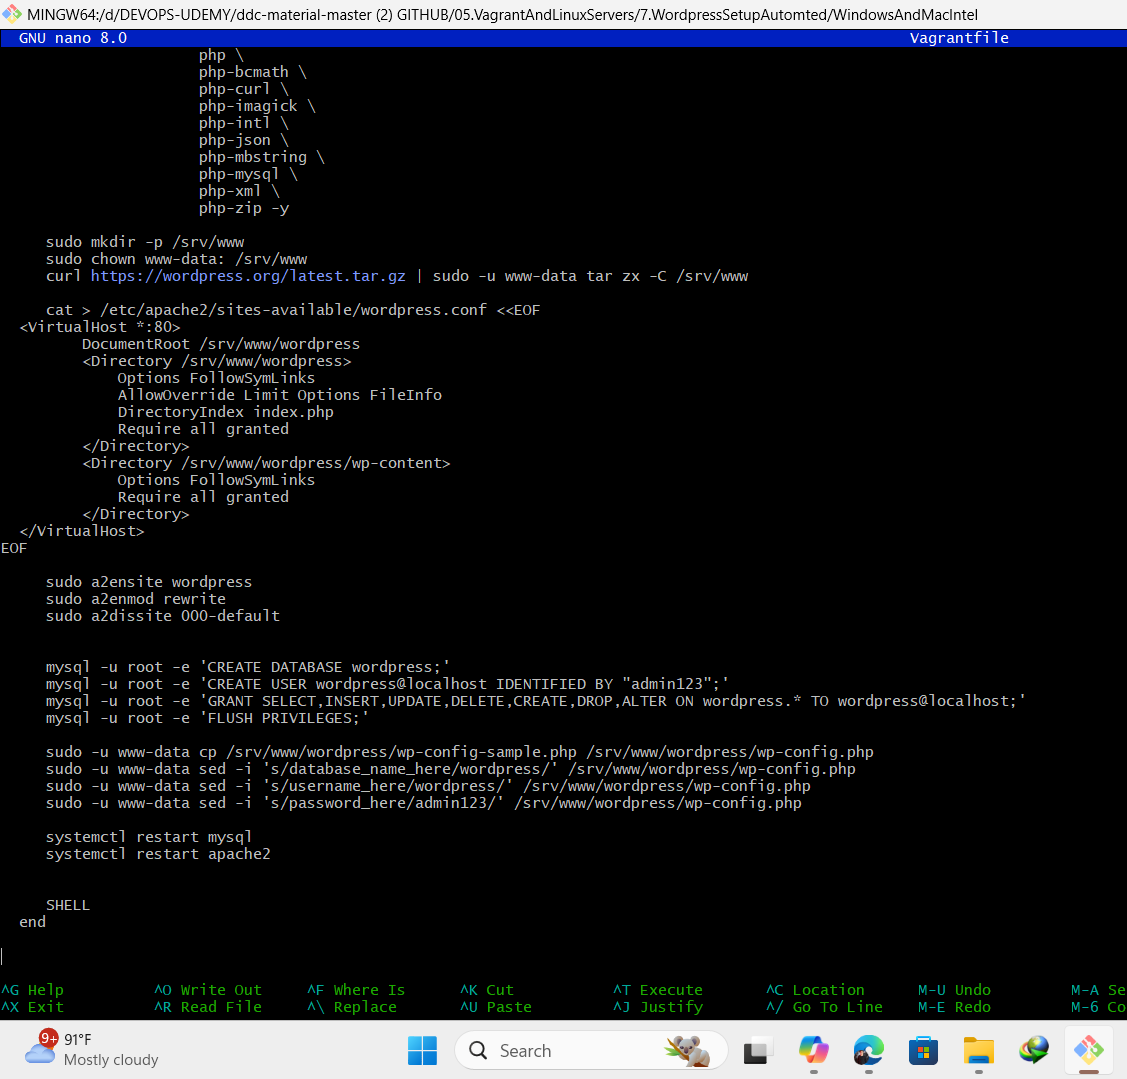 MINGW64:/d/DEVOPS-UDEMY/ddc-material-master (2) GITHUB/05.VagrantAndLinuxServers/7.WordpressSetupAutomted/WindowsAndMacIntel
GNU nano 8.0 Vagrantfile
php \
php-bcmath \
php-curl \
php-imagick \
php-intl \
php-json \
php-mbstring \
php-mysql \
php-xml \
php-zip -y
sudo mkdir -p /srv/www
sudo chown www-data: /srv/www
curl https://wordpress.org/latest.tar.gz | sudo -u www-data tar zx -C /srv/www
cat > /etc/apache2/sites-available/wordpress.conf <<EOF
<VirtualHost *:80>
DocumentRoot /srv/www/wordpress
<Directory /srv/www/wordpress>
Options FollowSymLinks
AllowOverride Limit Options FileInfo
DirectoryIndex index.php
Require all granted
</Directory>
<Directory /srv/www/wordpress/wp-content>
Options FollowSymLinks
Require all granted
</Directory>
</VirtualHost>
EOF
sudo a2ensite wordpress
sudo a2enmod rewrite
sudo a2dissite 000-default
mysql -u root -e 'CREATE DATABASE wordpress;'
mysql -u root -e 'CREATE USER wordpress@localhost IDENTIFIED BY "admin123";'
mysql -u root -e 'GRANT SELECT,INSERT,UPDATE,DELETE,CREATE,DROP,ALTER ON wordpress.* TO wordpress@localhost;'
mysql -u root -e 'FLUSH PRIVILEGES;'
sudo -u www-data cp /srv/www/wordpress/wp-config-sample.php /srv/www/wordpress/wp-config.php
sudo -u www-data sed -i 's/database_name_here/wordpress/' /srv/www/wordpress/wp-config.php
sudo -u www-data sed -i 's/username_here/wordpress/' /srv/www/wordpress/wp-config.php
sudo -u www-data sed -i 's/password_here/admin123/' /srv/www/wordpress/wp-config.php
systemctl restart mysql
systemctl restart apache2
SHELL
end
^G Help ^O Write Out ^F Where Is ^K Cut ^T Execute ^C Location M-U Undo M-A Se
^X Exit ^R Read File ^\ Replace ^U Paste ^J Justify ^/ Go To Line M-E Redo M-6 Co
9+ 91°F
Mostly cloudy
Search